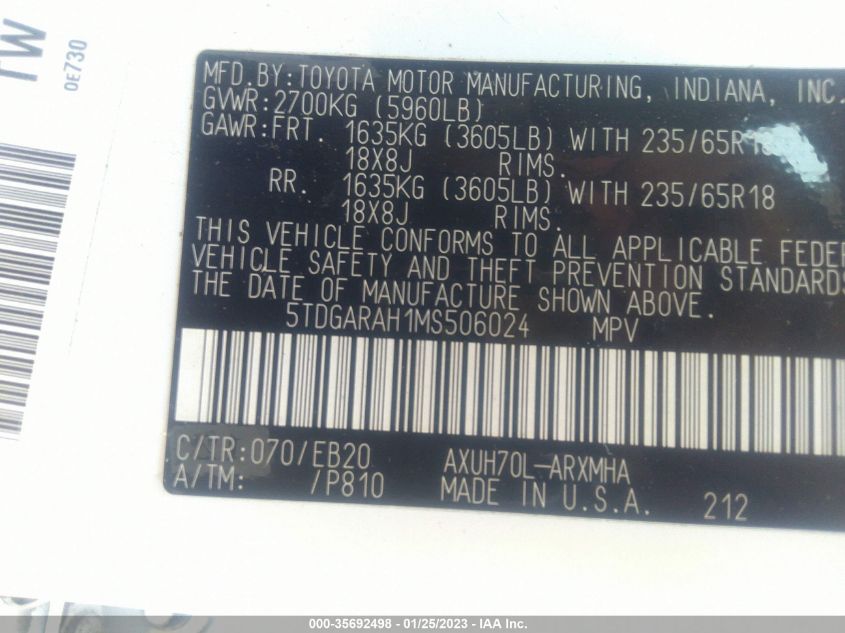 TW
0E730
MFD.BY:TOYOTA MOTOR MANUFACTURING, INDIANA, INC.
GVWR:2700KG (5960LB)
GAWR:FRT. 1635KG (3605LB) WITH 235/65R18
18X8J RIMS.
RR. 1635KG (3605LB) WITH 235/65R18
18X8J RIMS.
THIS VEHICLE CONFORMS TO ALL APPLICABLE FEDER
VEHICLE SAFETY AND THEFT PREVENTION STANDARDS
THE DATE OF MANUFACTURE SHOWN ABOVE.
5TDGARAH1MS506024 MPV
C/TR:070/EB20 AXUH70L-ARXMHA
A/TM: /P810 MADE IN U.S.A. 212
000-35692498 - 01/25/2023 - IAA Inc.